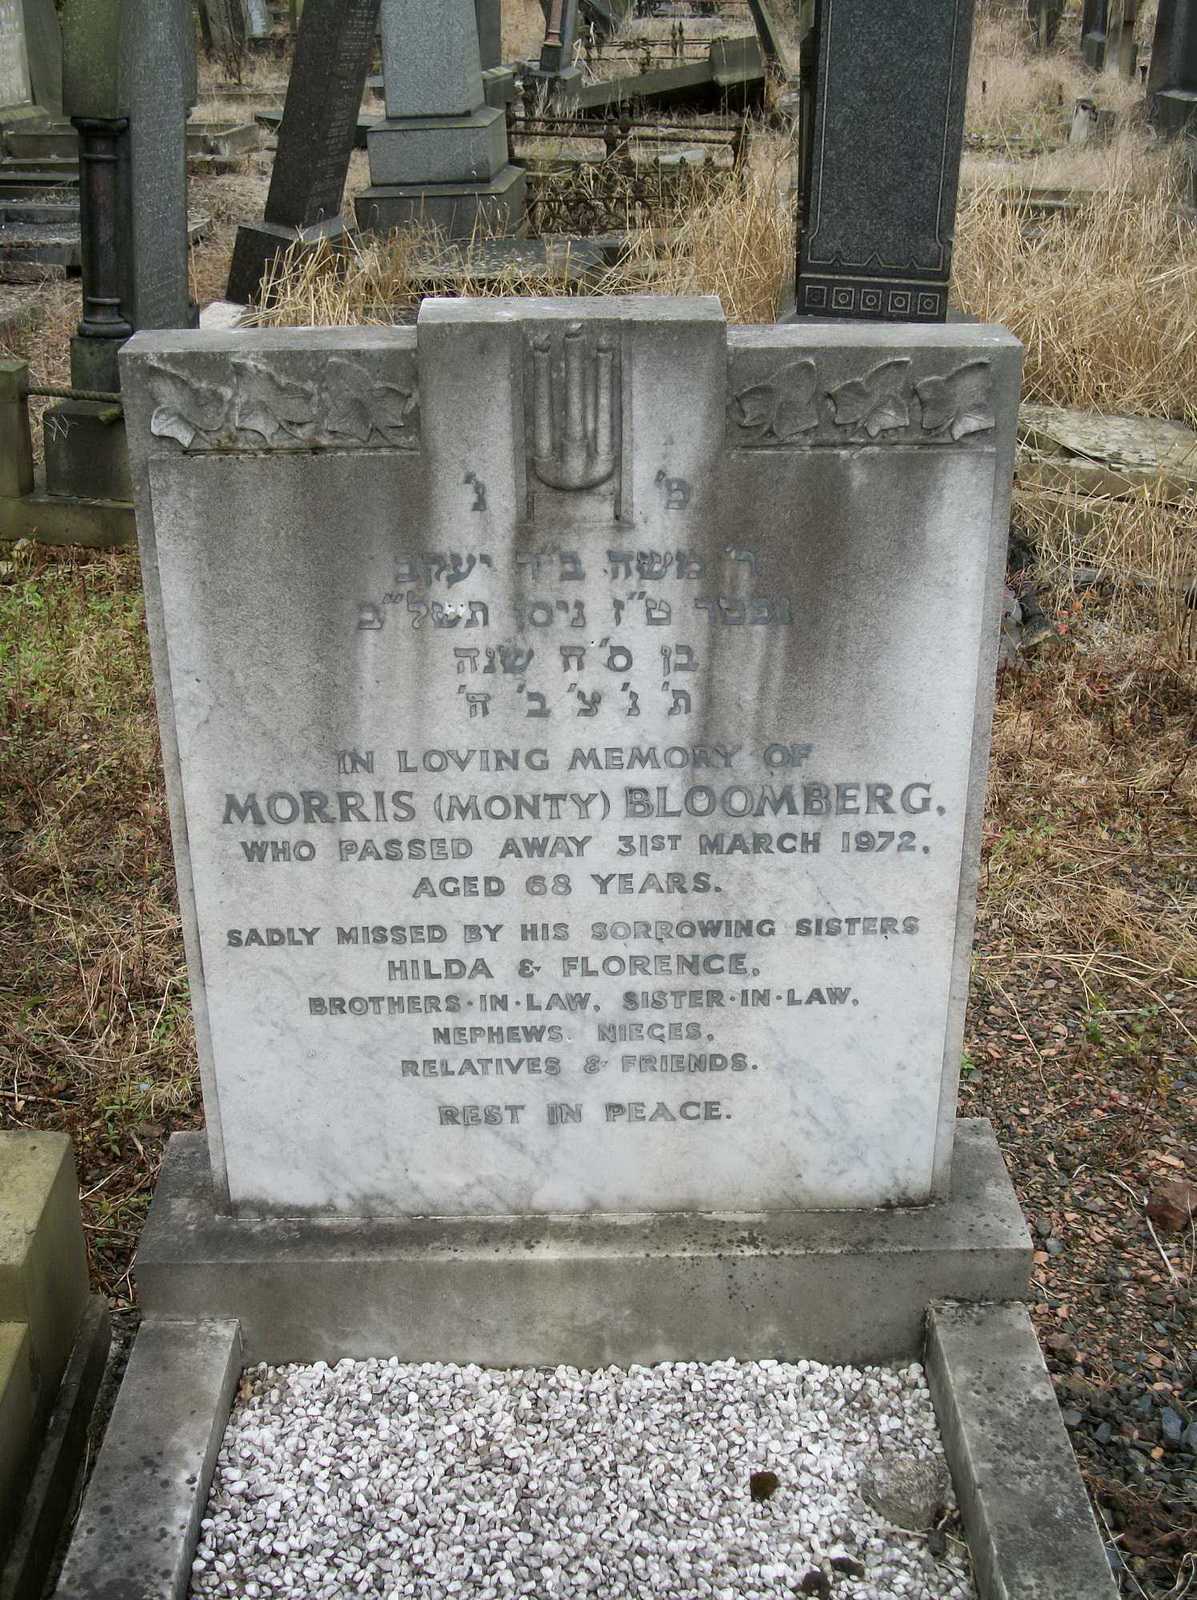 פ' נ'
ר' משה ב"ר יעקב
נפטר ט"ז ניסן תשל"ב
בן ס'ח שנה
ת' נ' צ' ב' ה'
IN LOVING MEMORY OF
MORRIS (MONTY) BLOOMBERG,
WHO PASSED AWAY 31ST MARCH 1972,
AGED 68 YEARS.
SADLY MISSED BY HIS SORROWING SISTERS
HILDA & FLORENCE,
BROTHERS·IN·LAW, SISTER·IN·LAW,
NEPHEWS, NIECES,
RELATIVES & FRIENDS.
REST IN PEACE.